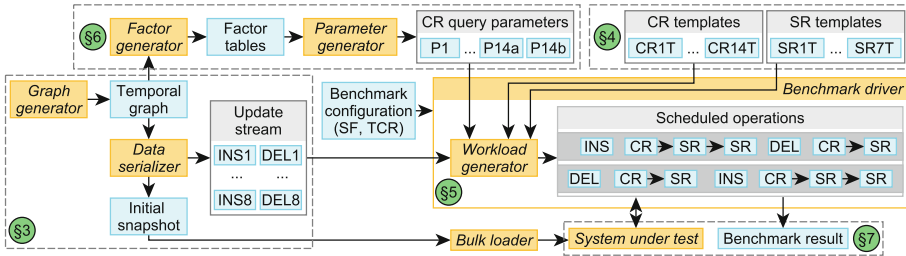 §6
Factor
generator
Factor
tables
Parameter
generator
CR query parameters
P1 ... P14a P14b
§4
CR templates
CR1T ... CR14T
SR templates
SR1T ... SR7T
Graph
generator
Temporal
graph
Data
serializer
Initial
snapshot
§3
Update
stream
INS1 DEL1
... ...
INS8 DEL8
Benchmark
configuration
(SF, TCR)
Benchmark driver
Workload
generator
§5
Scheduled operations
INS CR SR SR DEL CR SR
DEL CR SR INS CR SR SR
Bulk loader
System under test
Benchmark result
§7